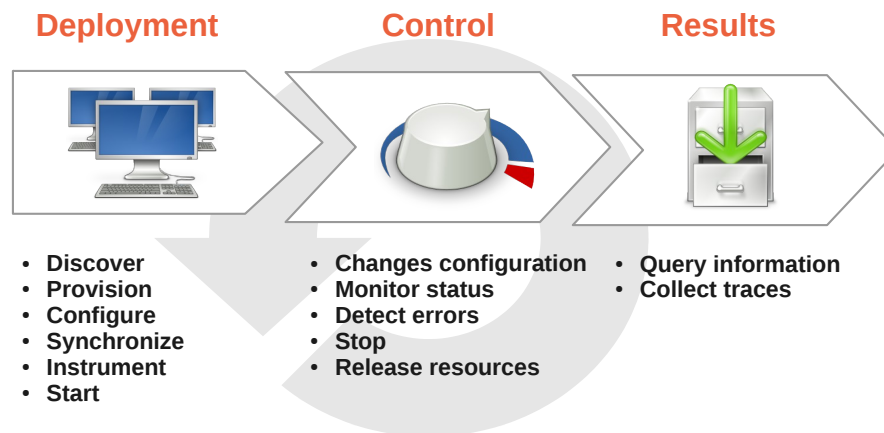 Deployment
Control
Results
• Discover
• Provision
• Configure
• Synchronize
• Instrument
• Start
• Changes configuration
• Monitor status
• Detect errors
• Stop
• Release resources
• Query information
• Collect traces